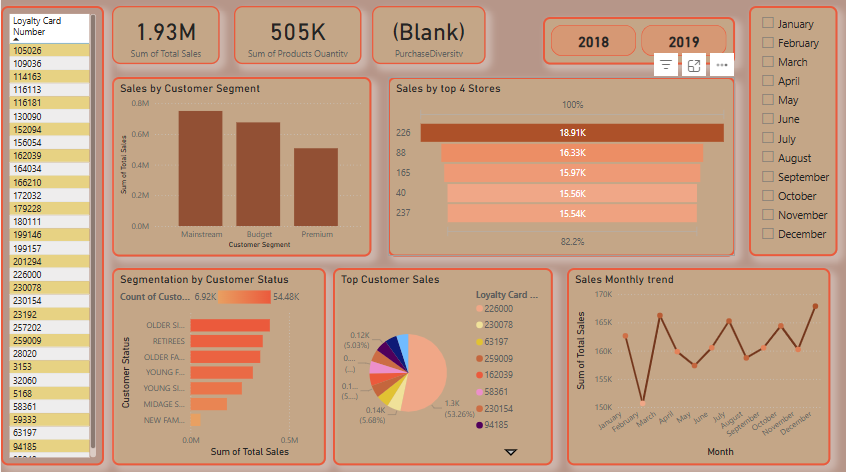 Loyalty Card
Number
105026
109036
114163
116113
116181
130090
152094
156054
162039
164034
166210
172032
179228
180111
199146
199157
201294
226000
230078
230154
23192
257202
259009
28020
3153
32060
5168
58361
59333
63197
94185
1.93M
Sum of Total Sales
505K
Sum of Products Quantity
(Blank)
PurchaseDiversity
2018
2019
January
February
March
April
May
June
July
August
September
October
November
December
Sales by Customer Segment
Sum of Total Sales
0.8M
0.6M
0.4M
0.2M
0.0M
Mainstream
Budget
Premium
Customer Segment
Sales by top 4 Stores
100%
226
18.91K
88
16.33K
165
15.97K
40
15.56K
237
15.54K
82.2%
Segmentation by Customer Status
Count of Custo... 6.92K 54.48K
Customer Status
OLDER SI...
RETIREES
OLDER FA...
YOUNG F...
YOUNG SI...
MIDAGE S...
NEW FAM...
0.0M
0.5M
Sum of Total Sales
Top Customer Sales
0.12K
(5.03%)
0....
(...)
0.1...
(5....)
0.14K
(5.68%)
1.3K
(53.26%)
Loyalty Card ...
226000
230078
63197
259009
162039
58361
230154
94185
Sales Monthly trend
Sum of Total Sales
170K
165K
160K
155K
150K
January
February
March
April
May
June
July
August
September
October
November
December
Month